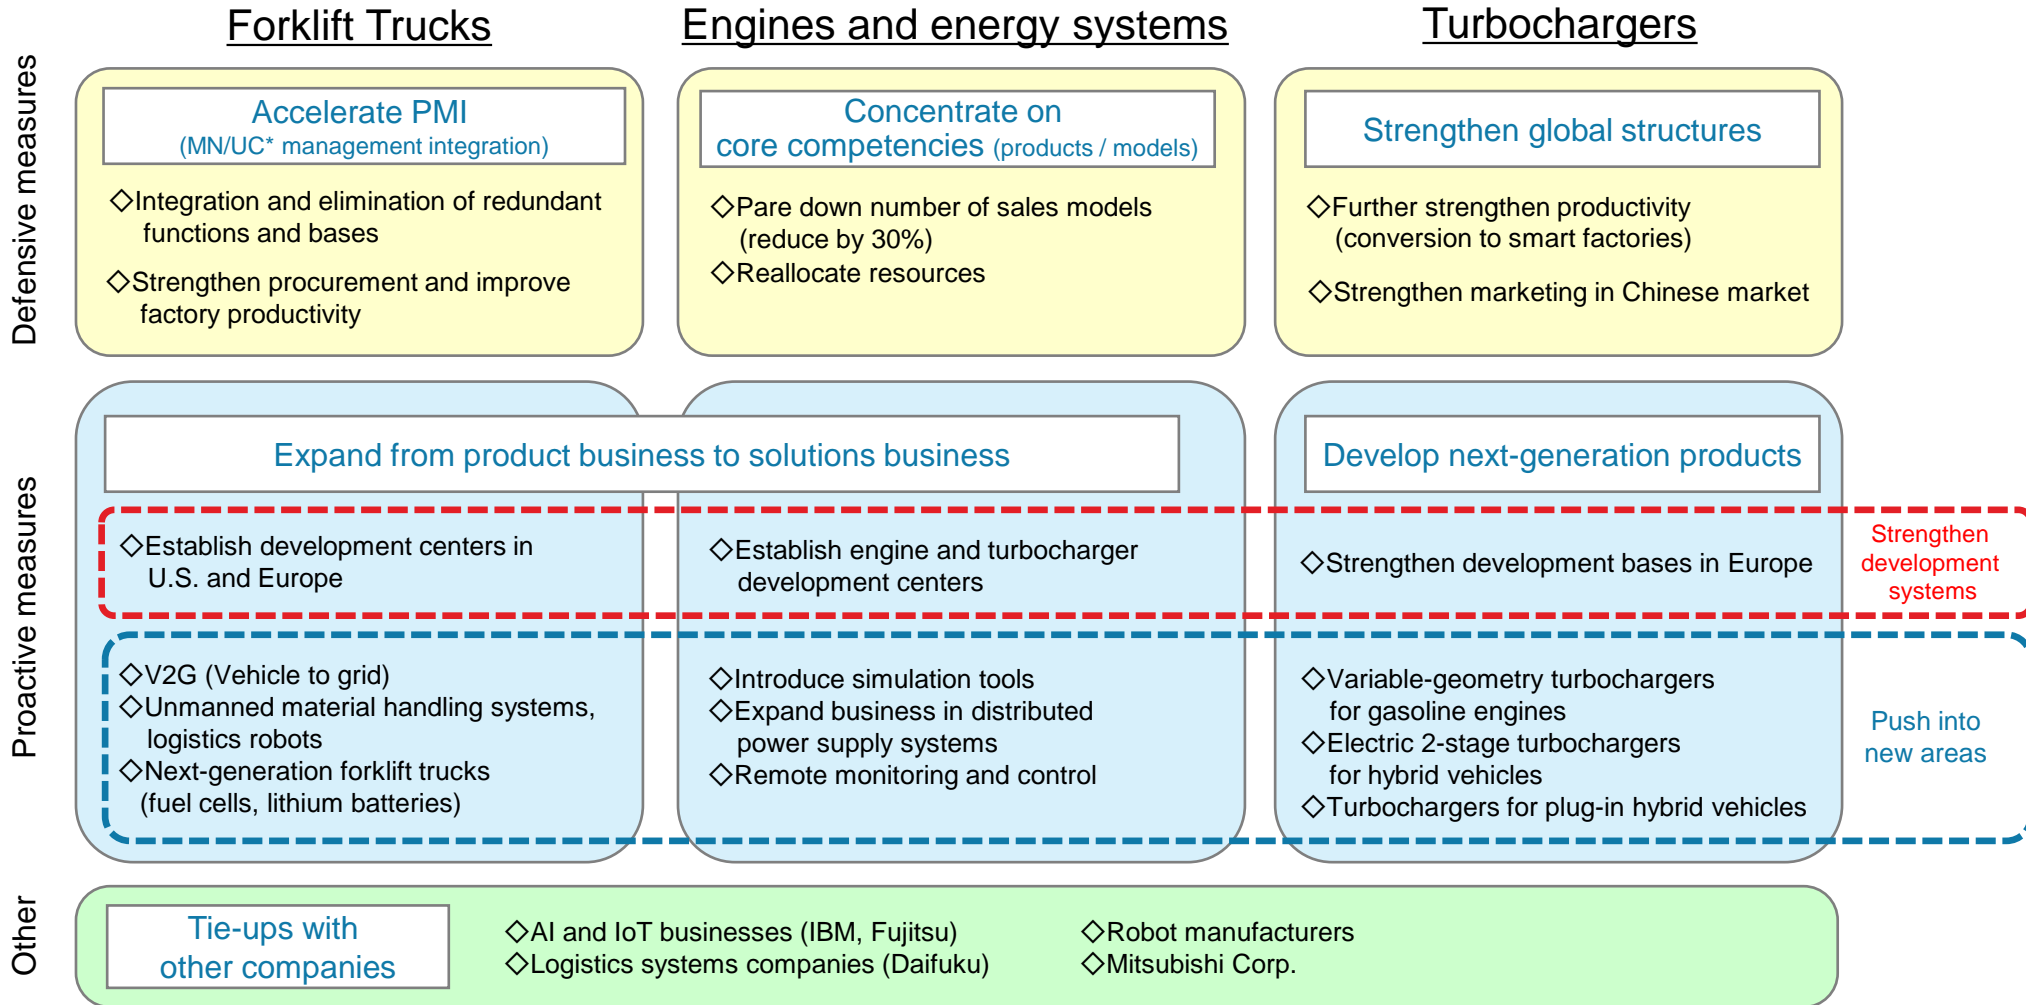 Forklift Trucks
Engines and energy systems
Turbochargers
Defensive measures
Accelerate PMI
(MN/UC* management integration)
◇Integration and elimination of redundant
functions and bases
◇Strengthen procurement and improve
factory productivity
Concentrate on
core competencies (products / models)
◇Pare down number of sales models
(reduce by 30%)
◇Reallocate resources
Strengthen global structures
◇Further strengthen productivity
(conversion to smart factories)
◇Strengthen marketing in Chinese market
Proactive measures
Expand from product business to solutions business
Develop next-generation products
◇Establish development centers in
U.S. and Europe
◇Establish engine and turbocharger
development centers
◇Strengthen development bases in Europe
Strengthen
development
systems
◇V2G (Vehicle to grid)
◇Unmanned material handling systems,
logistics robots
◇Next-generation forklift trucks
(fuel cells, lithium batteries)
◇Introduce simulation tools
◇Expand business in distributed
power supply systems
◇Remote monitoring and control
◇Variable-geometry turbochargers
for gasoline engines
◇Electric 2-stage turbochargers
for hybrid vehicles
◇Turbochargers for plug-in hybrid vehicles
Push into
new areas
Other
Tie-ups with
other companies
◇AI and IoT businesses (IBM, Fujitsu)
◇Logistics systems companies (Daifuku)
◇Robot manufacturers
◇Mitsubishi Corp.